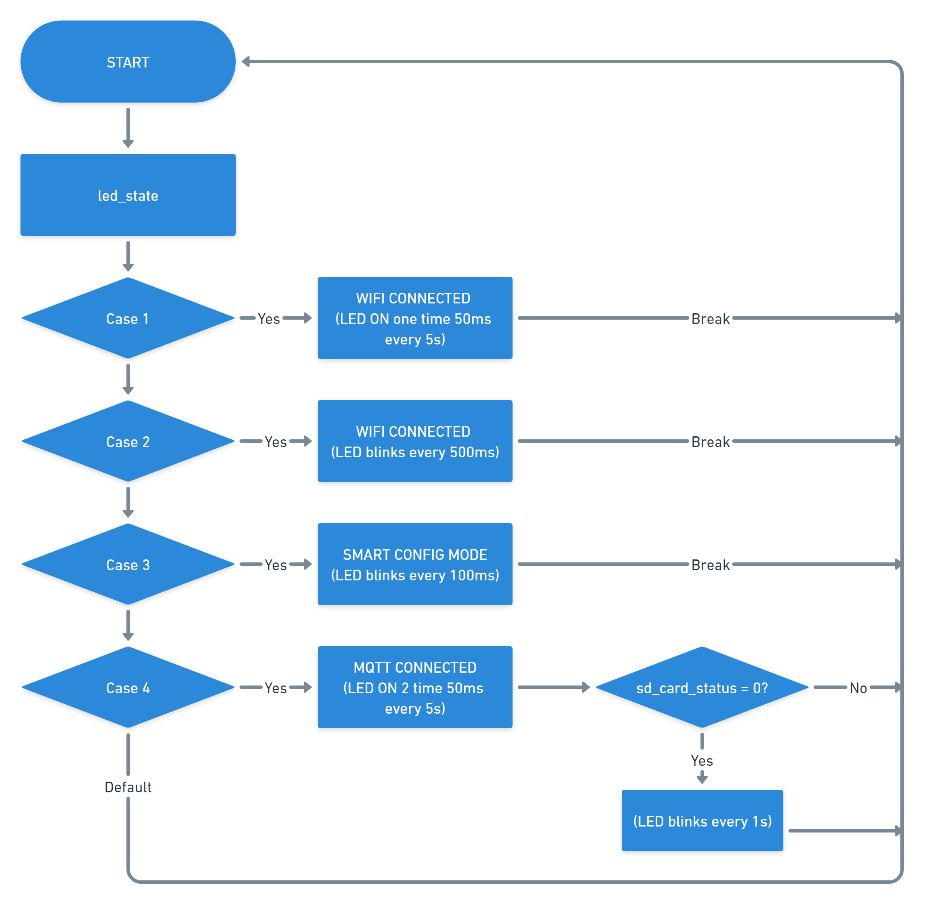 START
led_state
Case 1
Yes
WIFI CONNECTED
(LED ON one time 50ms
every 5s)
Break
Case 2
Yes
WIFI CONNECTED
(LED blinks every 500ms)
Break
Case 3
Yes
SMART CONFIG MODE
(LED blinks every 100ms)
Break
Case 4
Yes
MQTT CONNECTED
(LED ON 2 time 50ms
every 5s)
sd_card_status = 0?
No
Yes
Default
(LED blinks every 1s)